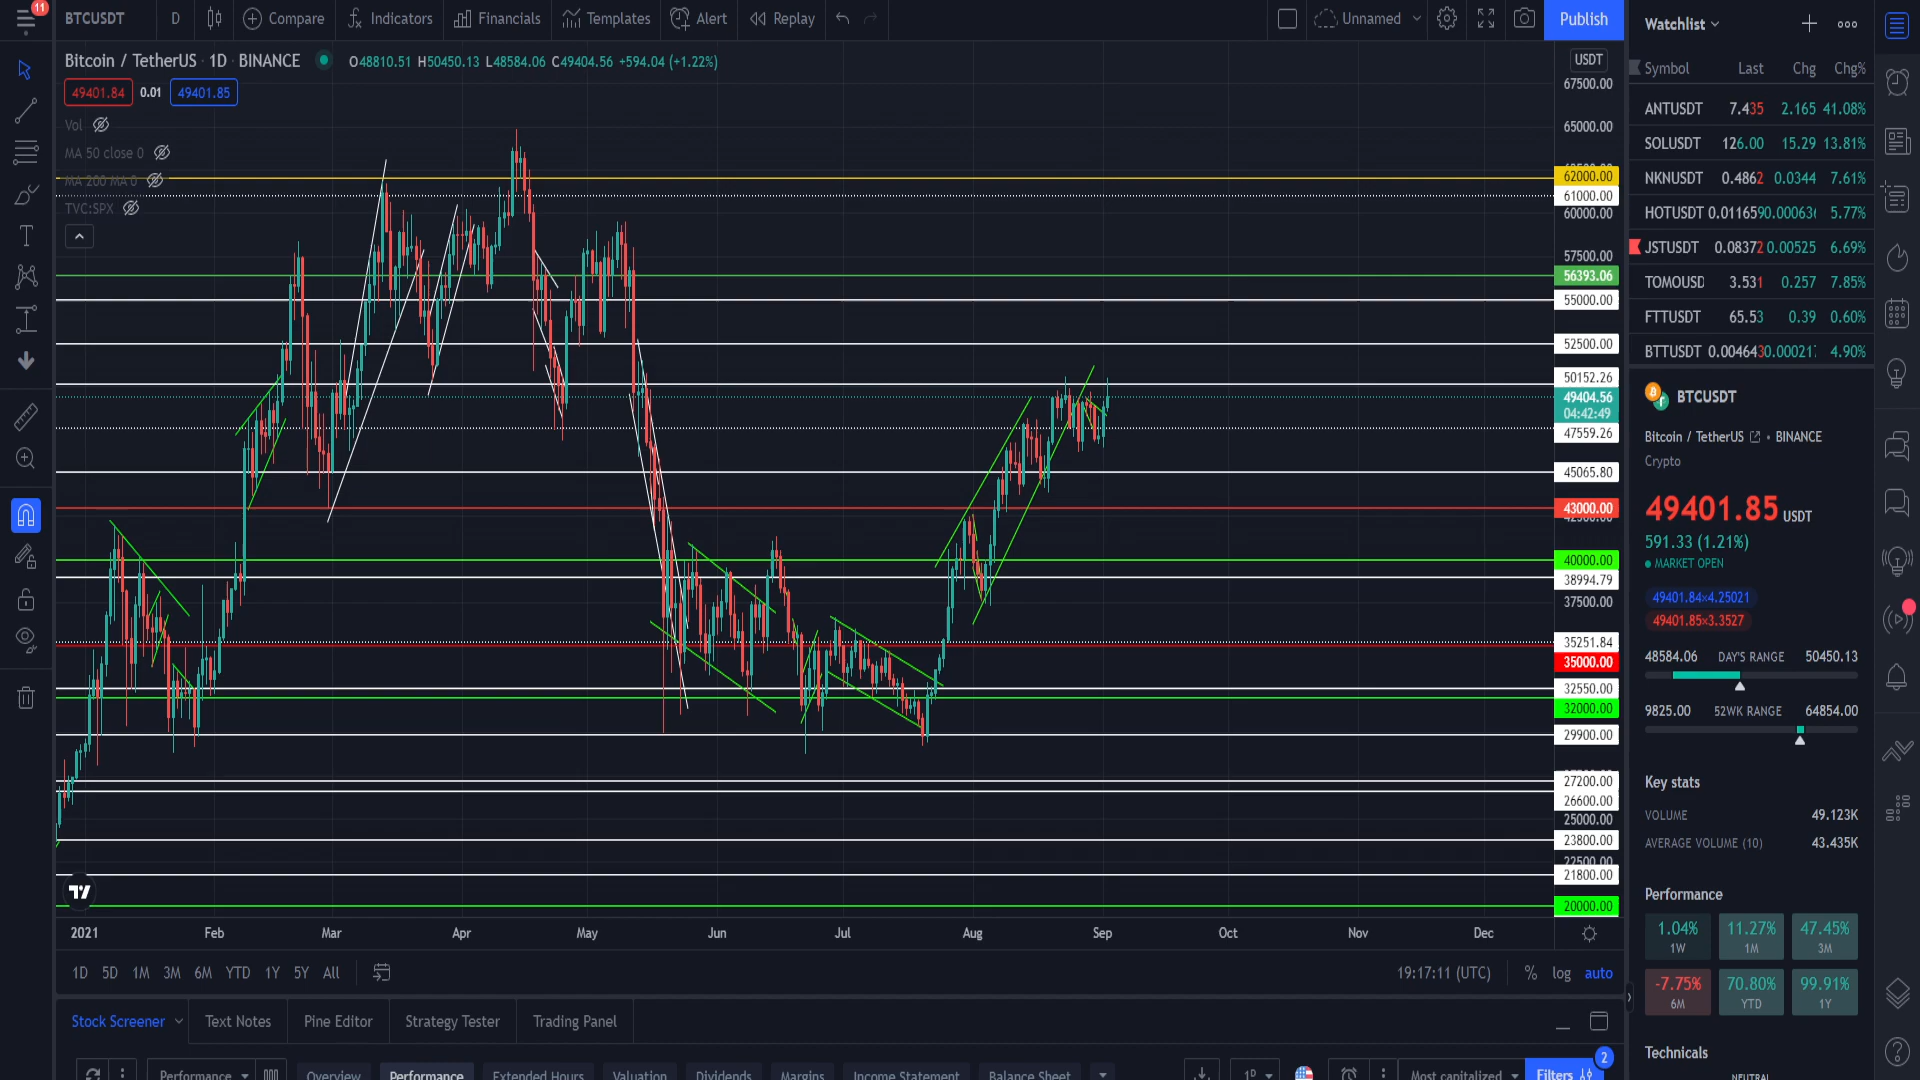 11
BTCUSDT D Compare Indicators Financials Templates Alert Replay Unnamed Publish
Bitcoin / TetherUS · 1D · BINANCE O48810.51 H50450.13 L48584.06 C49404.56 +594.04 (+1.22%)
49401.84 0.01 49401.85
Vol
MA 50 close 0
MA 200 MA 0
TVC:SPX
USDT
67500.00
65000.00
62000.00
61000.00
60000.00
57500.00
56393.06
55000.00
52500.00
50152.26
49404.56
04:42:49
47559.26
45065.80
43000.00
40000.00
38994.79
37500.00
35251.84
35000.00
32550.00
32000.00
29900.00
27200.00
26600.00
25000.00
23800.00
22500.00
21800.00
20000.00
2021 Feb Mar Apr May Jun Jul Aug Sep Oct Nov Dec
1D 5D 1M 3M 6M YTD 1Y 5Y All 19:17:11 (UTC) % log auto
Stock Screener Text Notes Pine Editor Strategy Tester Trading Panel
Performance Overview Performance Extended Hours Valuation Dividends Margins Income Statement Balance Sheet 1D Most capitalized Filters 2
Watchlist
Symbol Last Chg Chg%
ANTUSDT 7.435 2.165 41.08%
SOLUSDT 126.00 15.29 13.81%
NKNUSDT 0.4862 0.0344 7.61%
HOTUSDT 0.0116590.000636 5.77%
JSTUSDT 0.08372 0.00525 6.69%
TOMOUSD 3.531 0.257 7.85%
FTTUSDT 65.53 0.39 0.60%
BTTUSDT 0.0046430.000217 4.90%
BTCUSDT
Bitcoin / TetherUS • BINANCE
Crypto
49401.85 USDT
591.33 (1.21%)
MARKET OPEN
49401.84×4.25021
49401.85×3.3527
48584.06 DAY'S RANGE 50450.13
9825.00 52WK RANGE 64854.00
Key stats
VOLUME 49.123K
AVERAGE VOLUME (10) 43.435K
Performance
1.04% 11.27% 47.45%
1W 1M 3M
-7.75% 70.80% 99.91%
6M YTD 1Y
Technicals
NEUTRAL